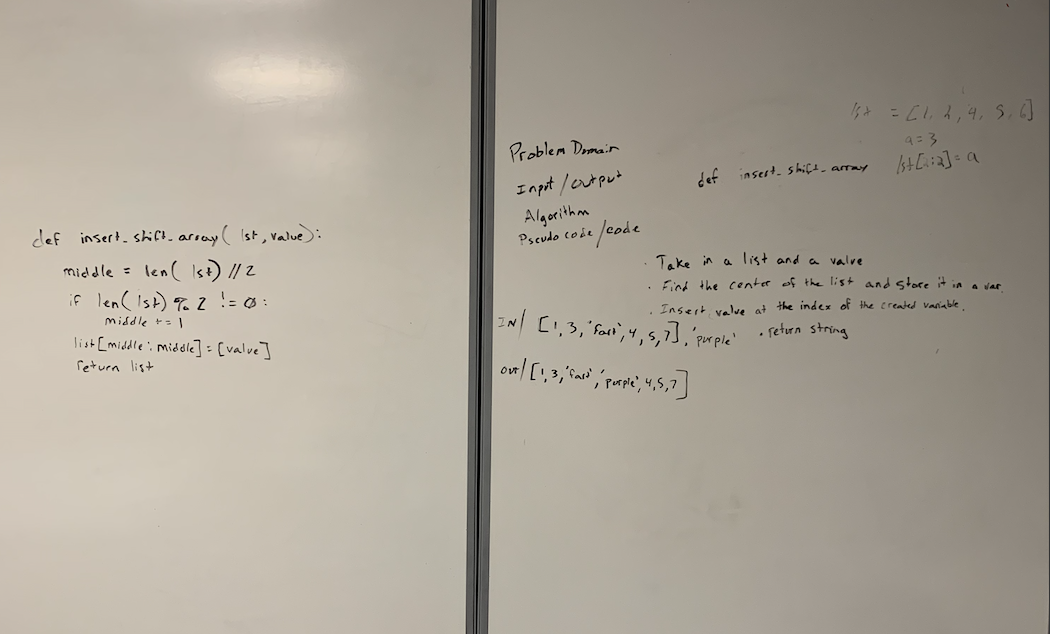 def insert_shift_array( lst, value):
middle = len( lst) // 2
if len( lst) % 2 != 0:
middle += 1
list[middle : middle] = [value]
return list
lst = [1, 2, 4, 5, 6]
a = 3
lst[2:2] = a
Problem Domain
Input / output
def insert_shift_array
Algorithm
Pseudo code / code
· Take in a list and a value
· Find the center of the list and store it in a var.
· Insert value at the index of the created variable.
· return string
IN/ [1, 3, 'fart', 4, 5, 7], 'purple'
out/ [1, 3, 'fart', 'purple', 4, 5, 7]